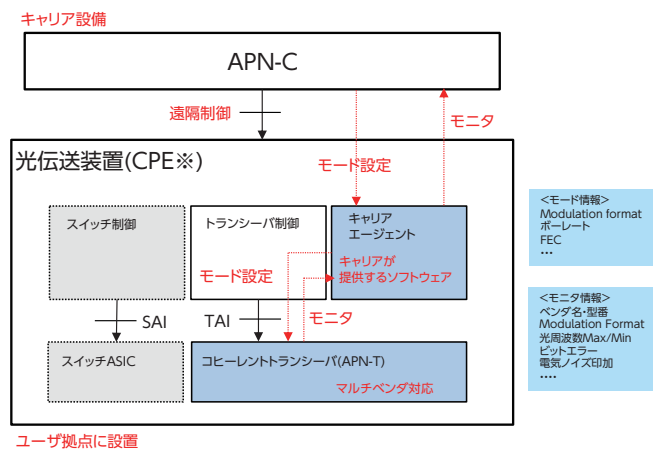 キャリア設備
APN-C
遠隔制御
モニタ
モード設定
光伝送装置(CPE※)
スイッチ制御
トランシーバ制御
キャリア
エージェント
モード設定
キャリアが
提供するソフトウェア
SAI
TAI
モニタ
スイッチASIC
コヒーレントトランシーバ(APN-T)
マルチベンダ対応
ユーザ拠点に設置
<モード情報>
Modulation format
ボーレート
FEC
…
<モニタ情報>
ベンダ名・型番
Modulation Format
光周波数Max/Min
ビットエラー
電気ノイズ印加
‥‥